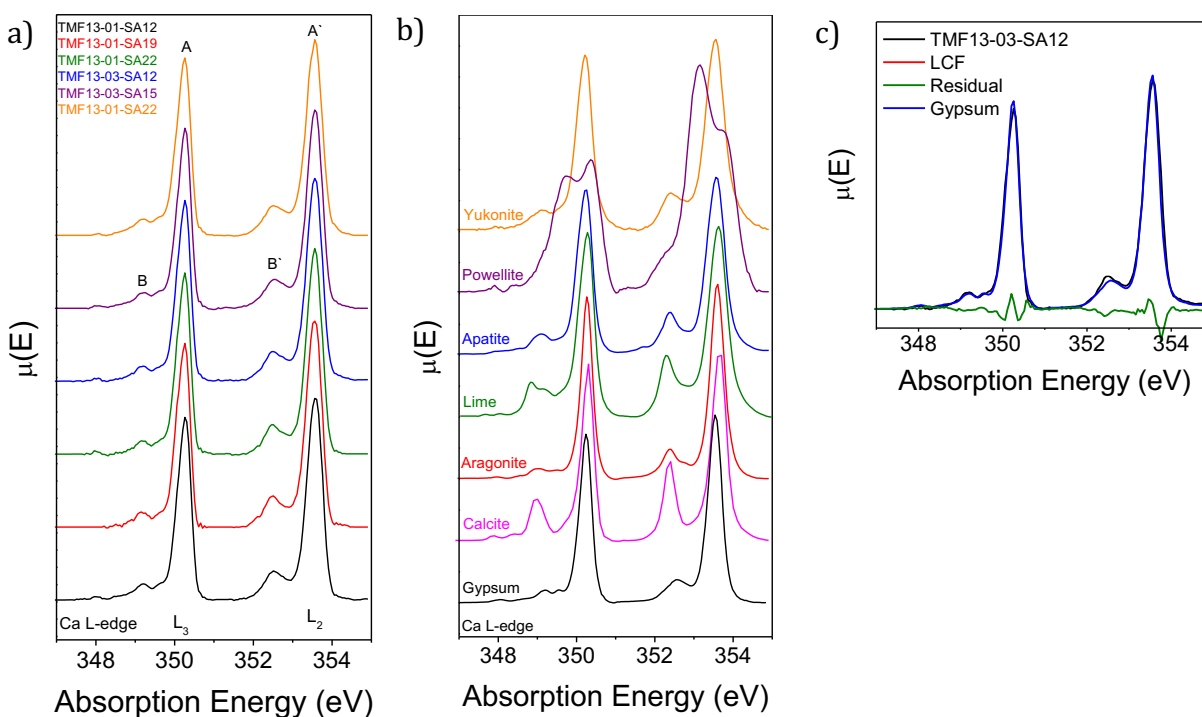 a)
TMF13-01-SA12
TMF13-01-SA19
TMF13-01-SA22
TMF13-03-SA12
TMF13-03-SA15
TMF13-01-SA22
A
A`
B
B`
μ(E)
Ca L-edge
L3
L2
348 350 352 354
Absorption Energy (eV)
b)
Yukonite
Powellite
Apatite
Lime
Aragonite
Calcite
Gypsum
μ(E)
Ca L-edge
348 350 352 354
Absorption Energy (eV)
c)
TMF13-03-SA12
LCF
Residual
Gypsum
μ(E)
348 350 352 354
Absorption Energy (eV)